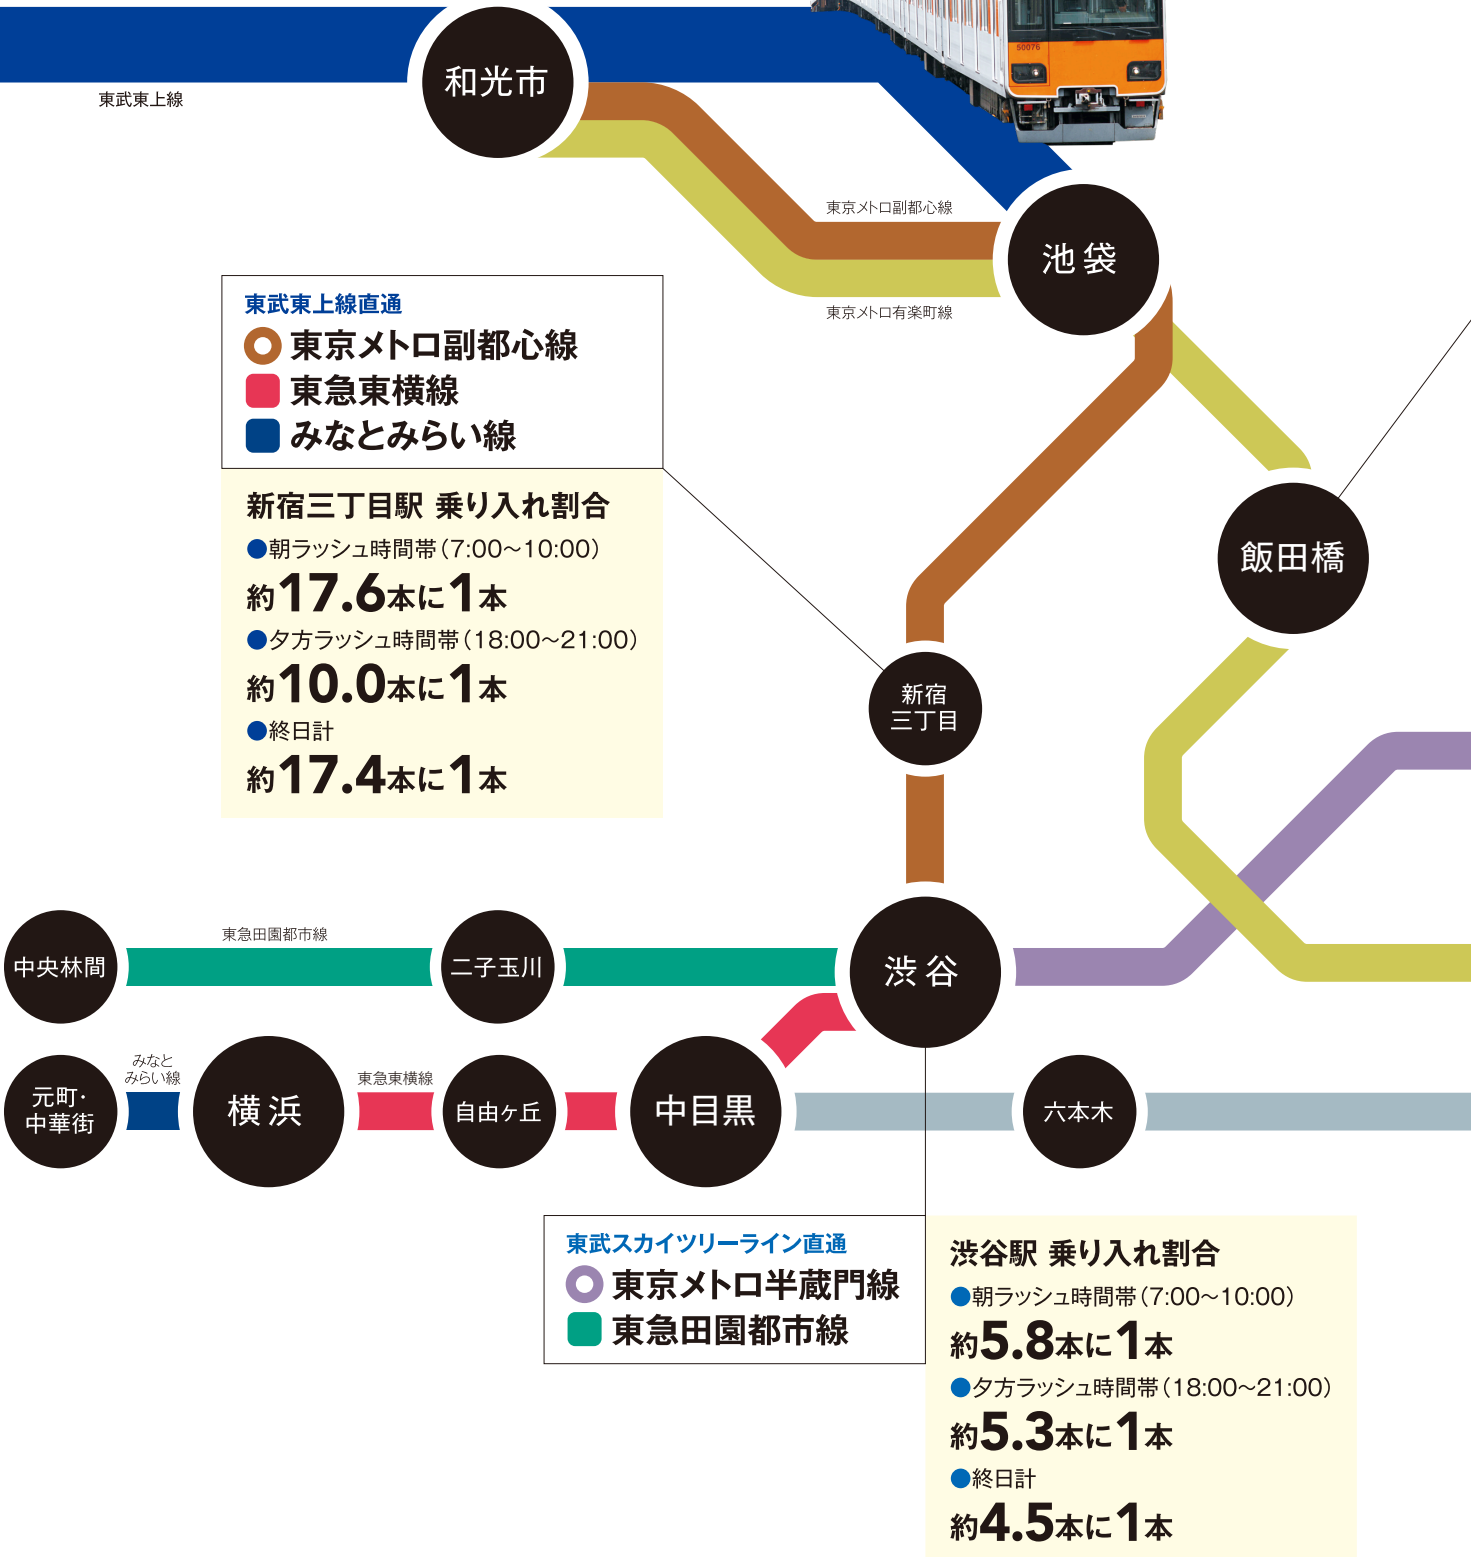 50076
和光市
東武東上線
東京メトロ副都心線
池袋
東京メトロ有楽町線
東武東上線直通
東京メトロ副都心線
東急東横線
みなとみらい線
新宿三丁目駅 乗り入れ割合
●朝ラッシュ時間帯(7:00〜10:00)
約17.6本に1本
●夕方ラッシュ時間帯(18:00〜21:00)
約10.0本に1本
●終日計
約17.4本に1本
飯田橋
新宿
三丁目
東急田園都市線
中央林間
二子玉川
渋谷
みなと
みらい線
東急東横線
元町・
中華街
横浜
自由ヶ丘
中目黒
六本木
東武スカイツリーライン直通
東京メトロ半蔵門線
東急田園都市線
渋谷駅 乗り入れ割合
●朝ラッシュ時間帯(7:00〜10:00)
約5.8本に1本
●夕方ラッシュ時間帯(18:00〜21:00)
約5.3本に1本
●終日計
約4.5本に1本